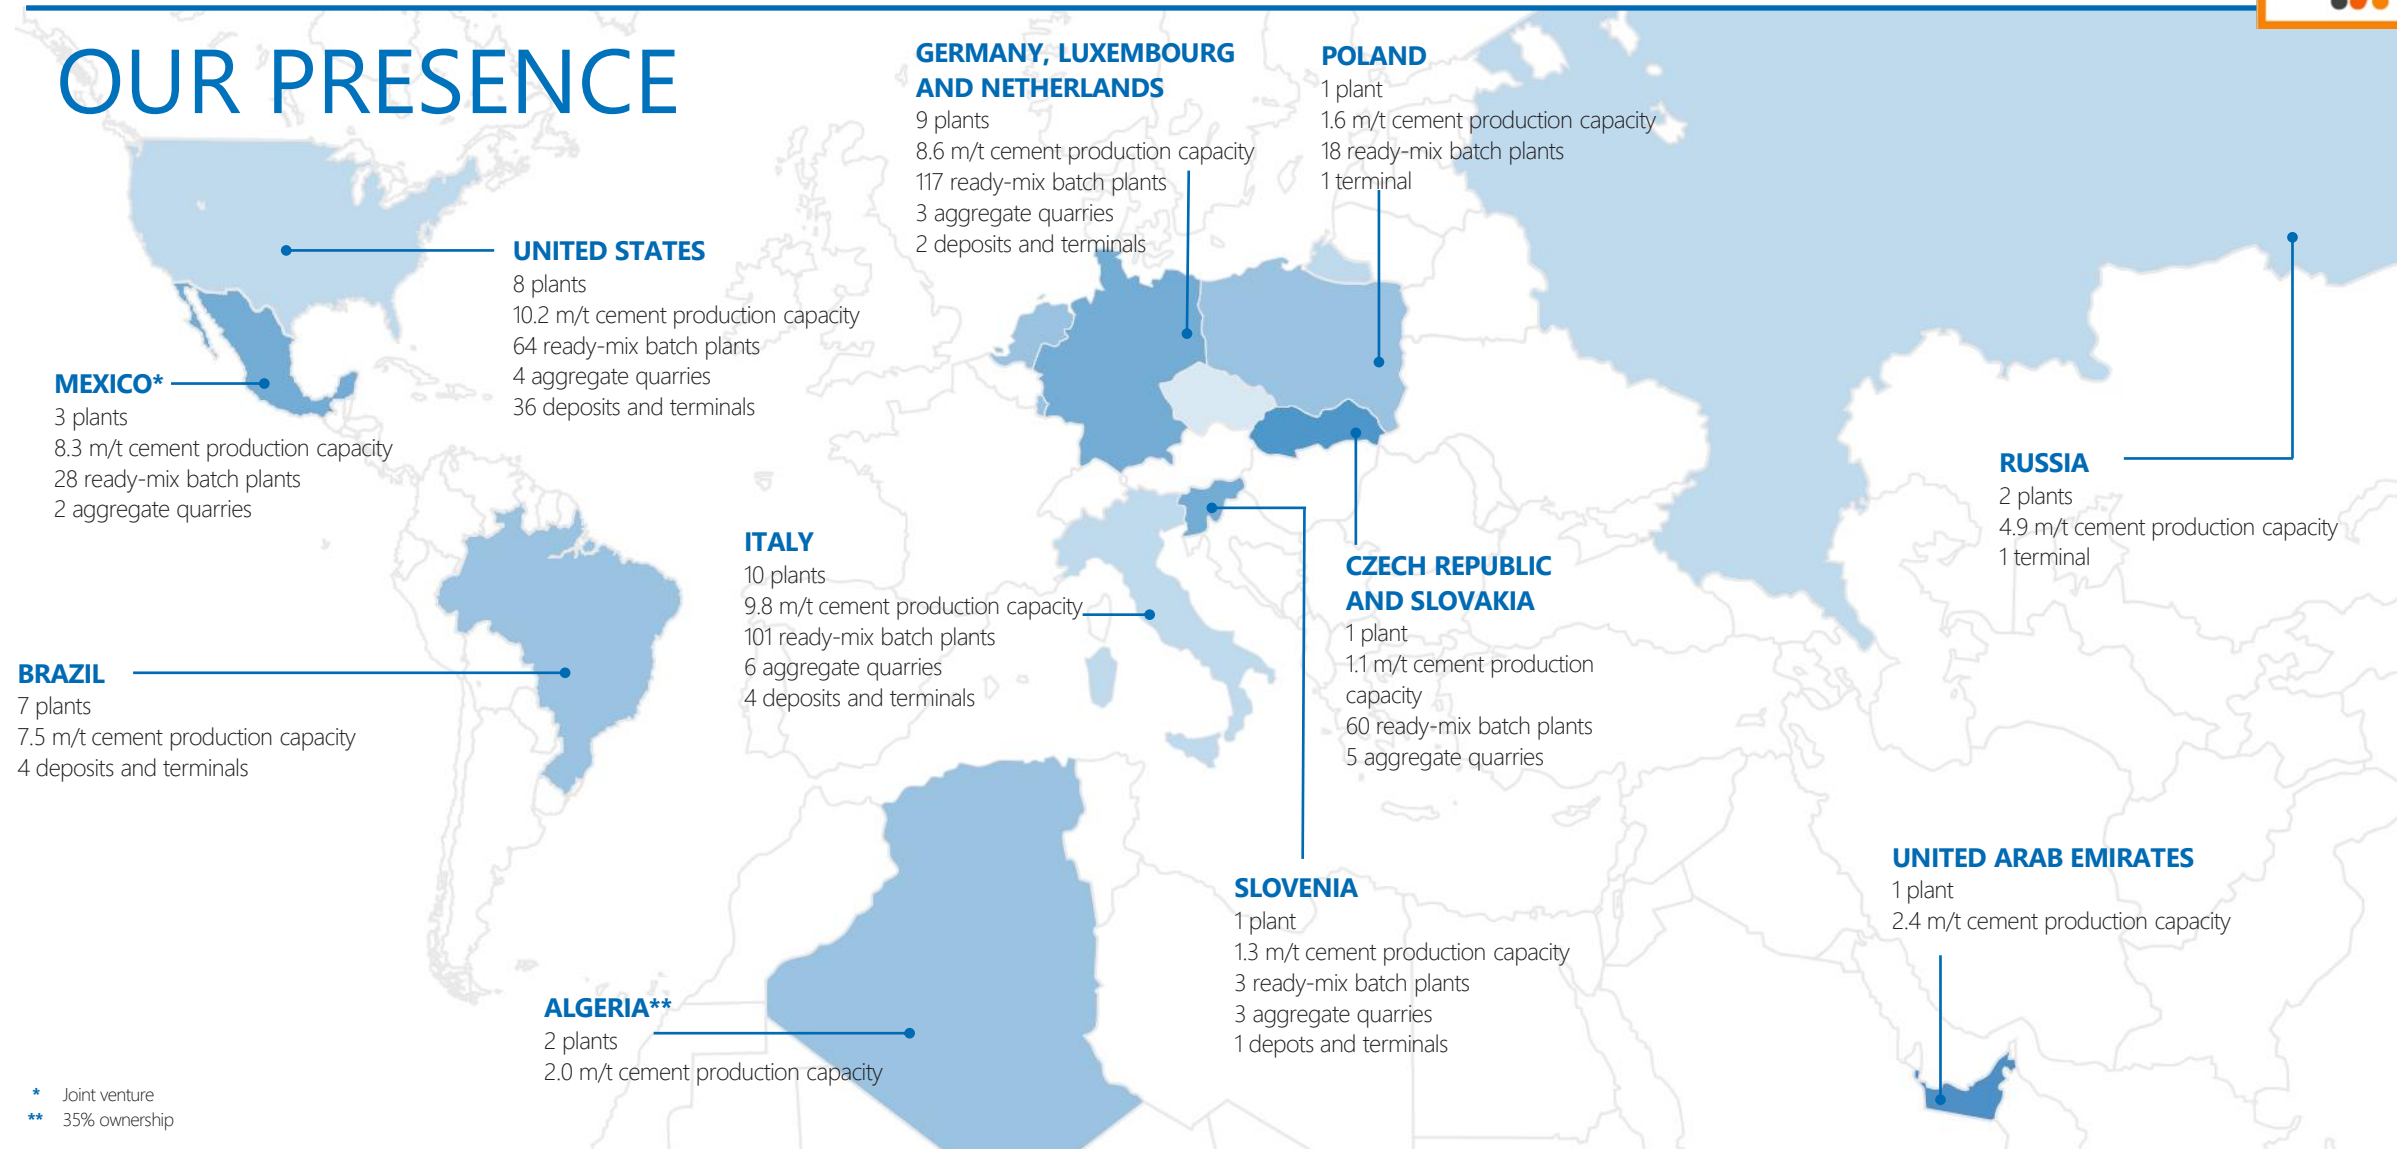 OUR PRESENCE
GERMANY, LUXEMBOURG
AND NETHERLANDS
9 plants
8.6 m/t cement production capacity
117 ready-mix batch plants
3 aggregate quarries
2 deposits and terminals
POLAND
1 plant
1.6 m/t cement production capacity
18 ready-mix batch plants
1 terminal
UNITED STATES
8 plants
10.2 m/t cement production capacity
64 ready-mix batch plants
4 aggregate quarries
36 deposits and terminals
MEXICO*
3 plants
8.3 m/t cement production capacity
28 ready-mix batch plants
2 aggregate quarries
RUSSIA
2 plants
4.9 m/t cement production capacity
1 terminal
ITALY
10 plants
9.8 m/t cement production capacity
101 ready-mix batch plants
6 aggregate quarries
4 deposits and terminals
CZECH REPUBLIC
AND SLOVAKIA
1 plant
1.1 m/t cement production
capacity
60 ready-mix batch plants
5 aggregate quarries
BRAZIL
7 plants
7.5 m/t cement production capacity
4 deposits and terminals
SLOVENIA
1 plant
1.3 m/t cement production capacity
3 ready-mix batch plants
3 aggregate quarries
1 depots and terminals
UNITED ARAB EMIRATES
1 plant
2.4 m/t cement production capacity
ALGERIA**
2 plants
2.0 m/t cement production capacity
* Joint venture
** 35% ownership